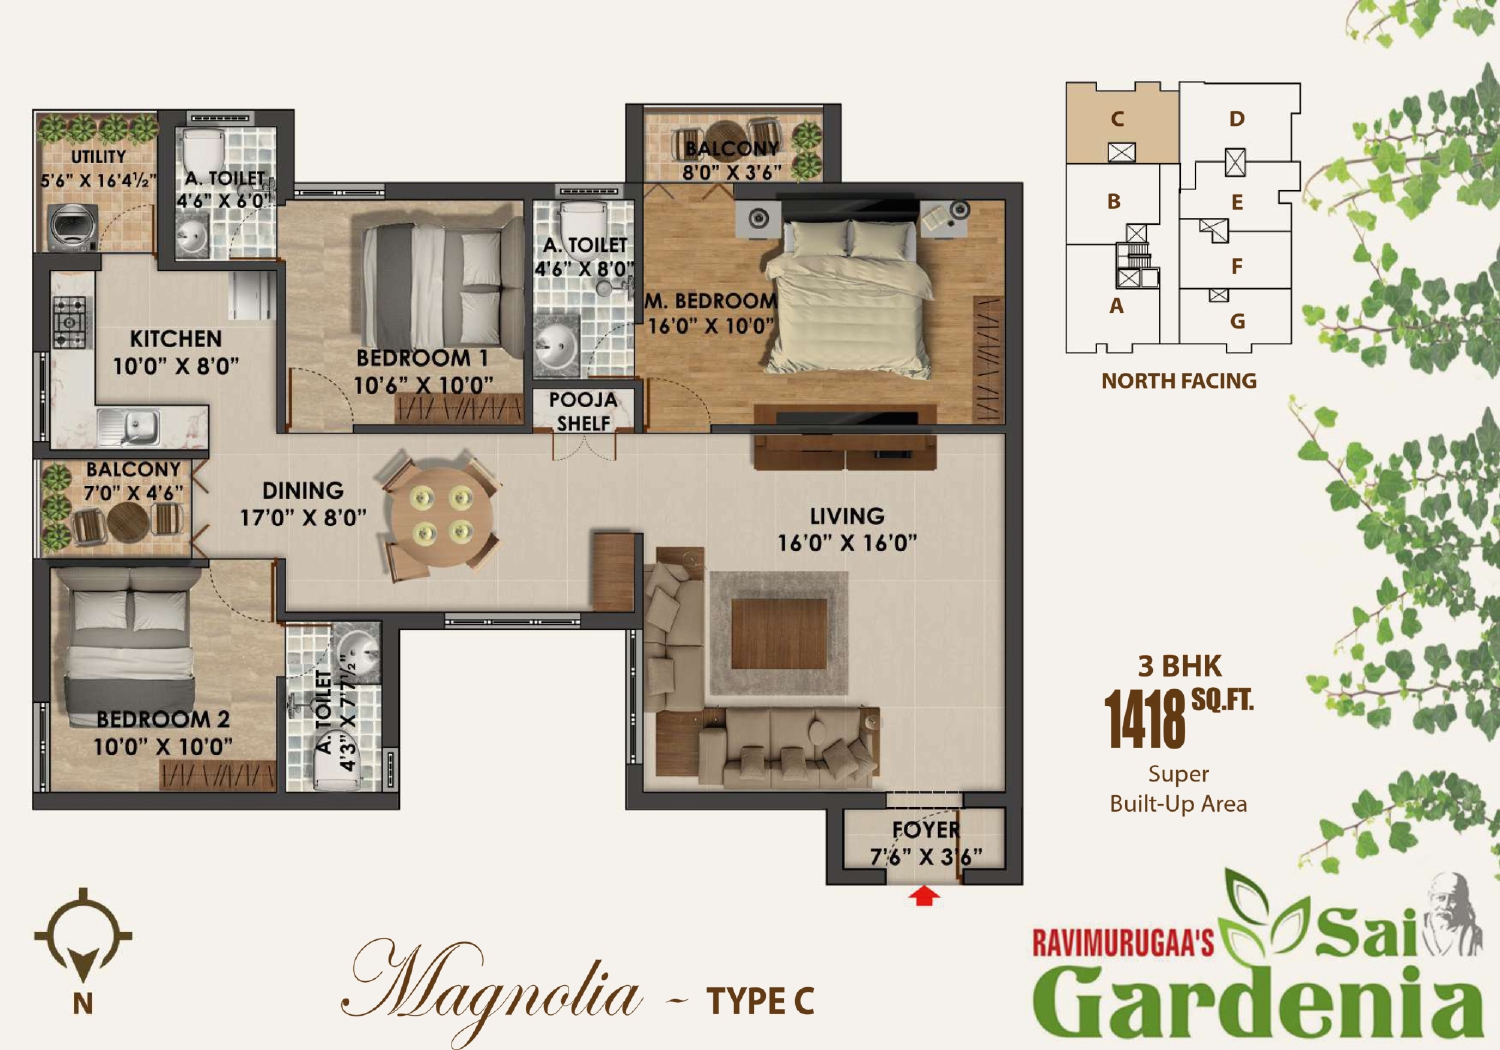 UTILITY
5'6" X 16'4½"
A. TOILET
4'6" X 6'0"
BALCONY
8'0" X 3'6"
A. TOILET
4'6" X 8'0"
M. BEDROOM
16'0" X 10'0"
KITCHEN
10'0" X 8'0"
BEDROOM 1
10'6" X 10'0"
POOJA
SHELF
BALCONY
7'0" X 4'6"
DINING
17'0" X 8'0"
LIVING
16'0" X 16'0"
BEDROOM 2
10'0" X 10'0"
A. TOILET
4'3" X 7'7½"
FOYER
7'6" X 3'6"
C
D
B
E
F
A
G
NORTH FACING
3 BHK
1418 SQ.FT.
Super
Built-Up Area
N
Magnolia - TYPE C
RAVIMURUGAA'S
Sai
Gardenia